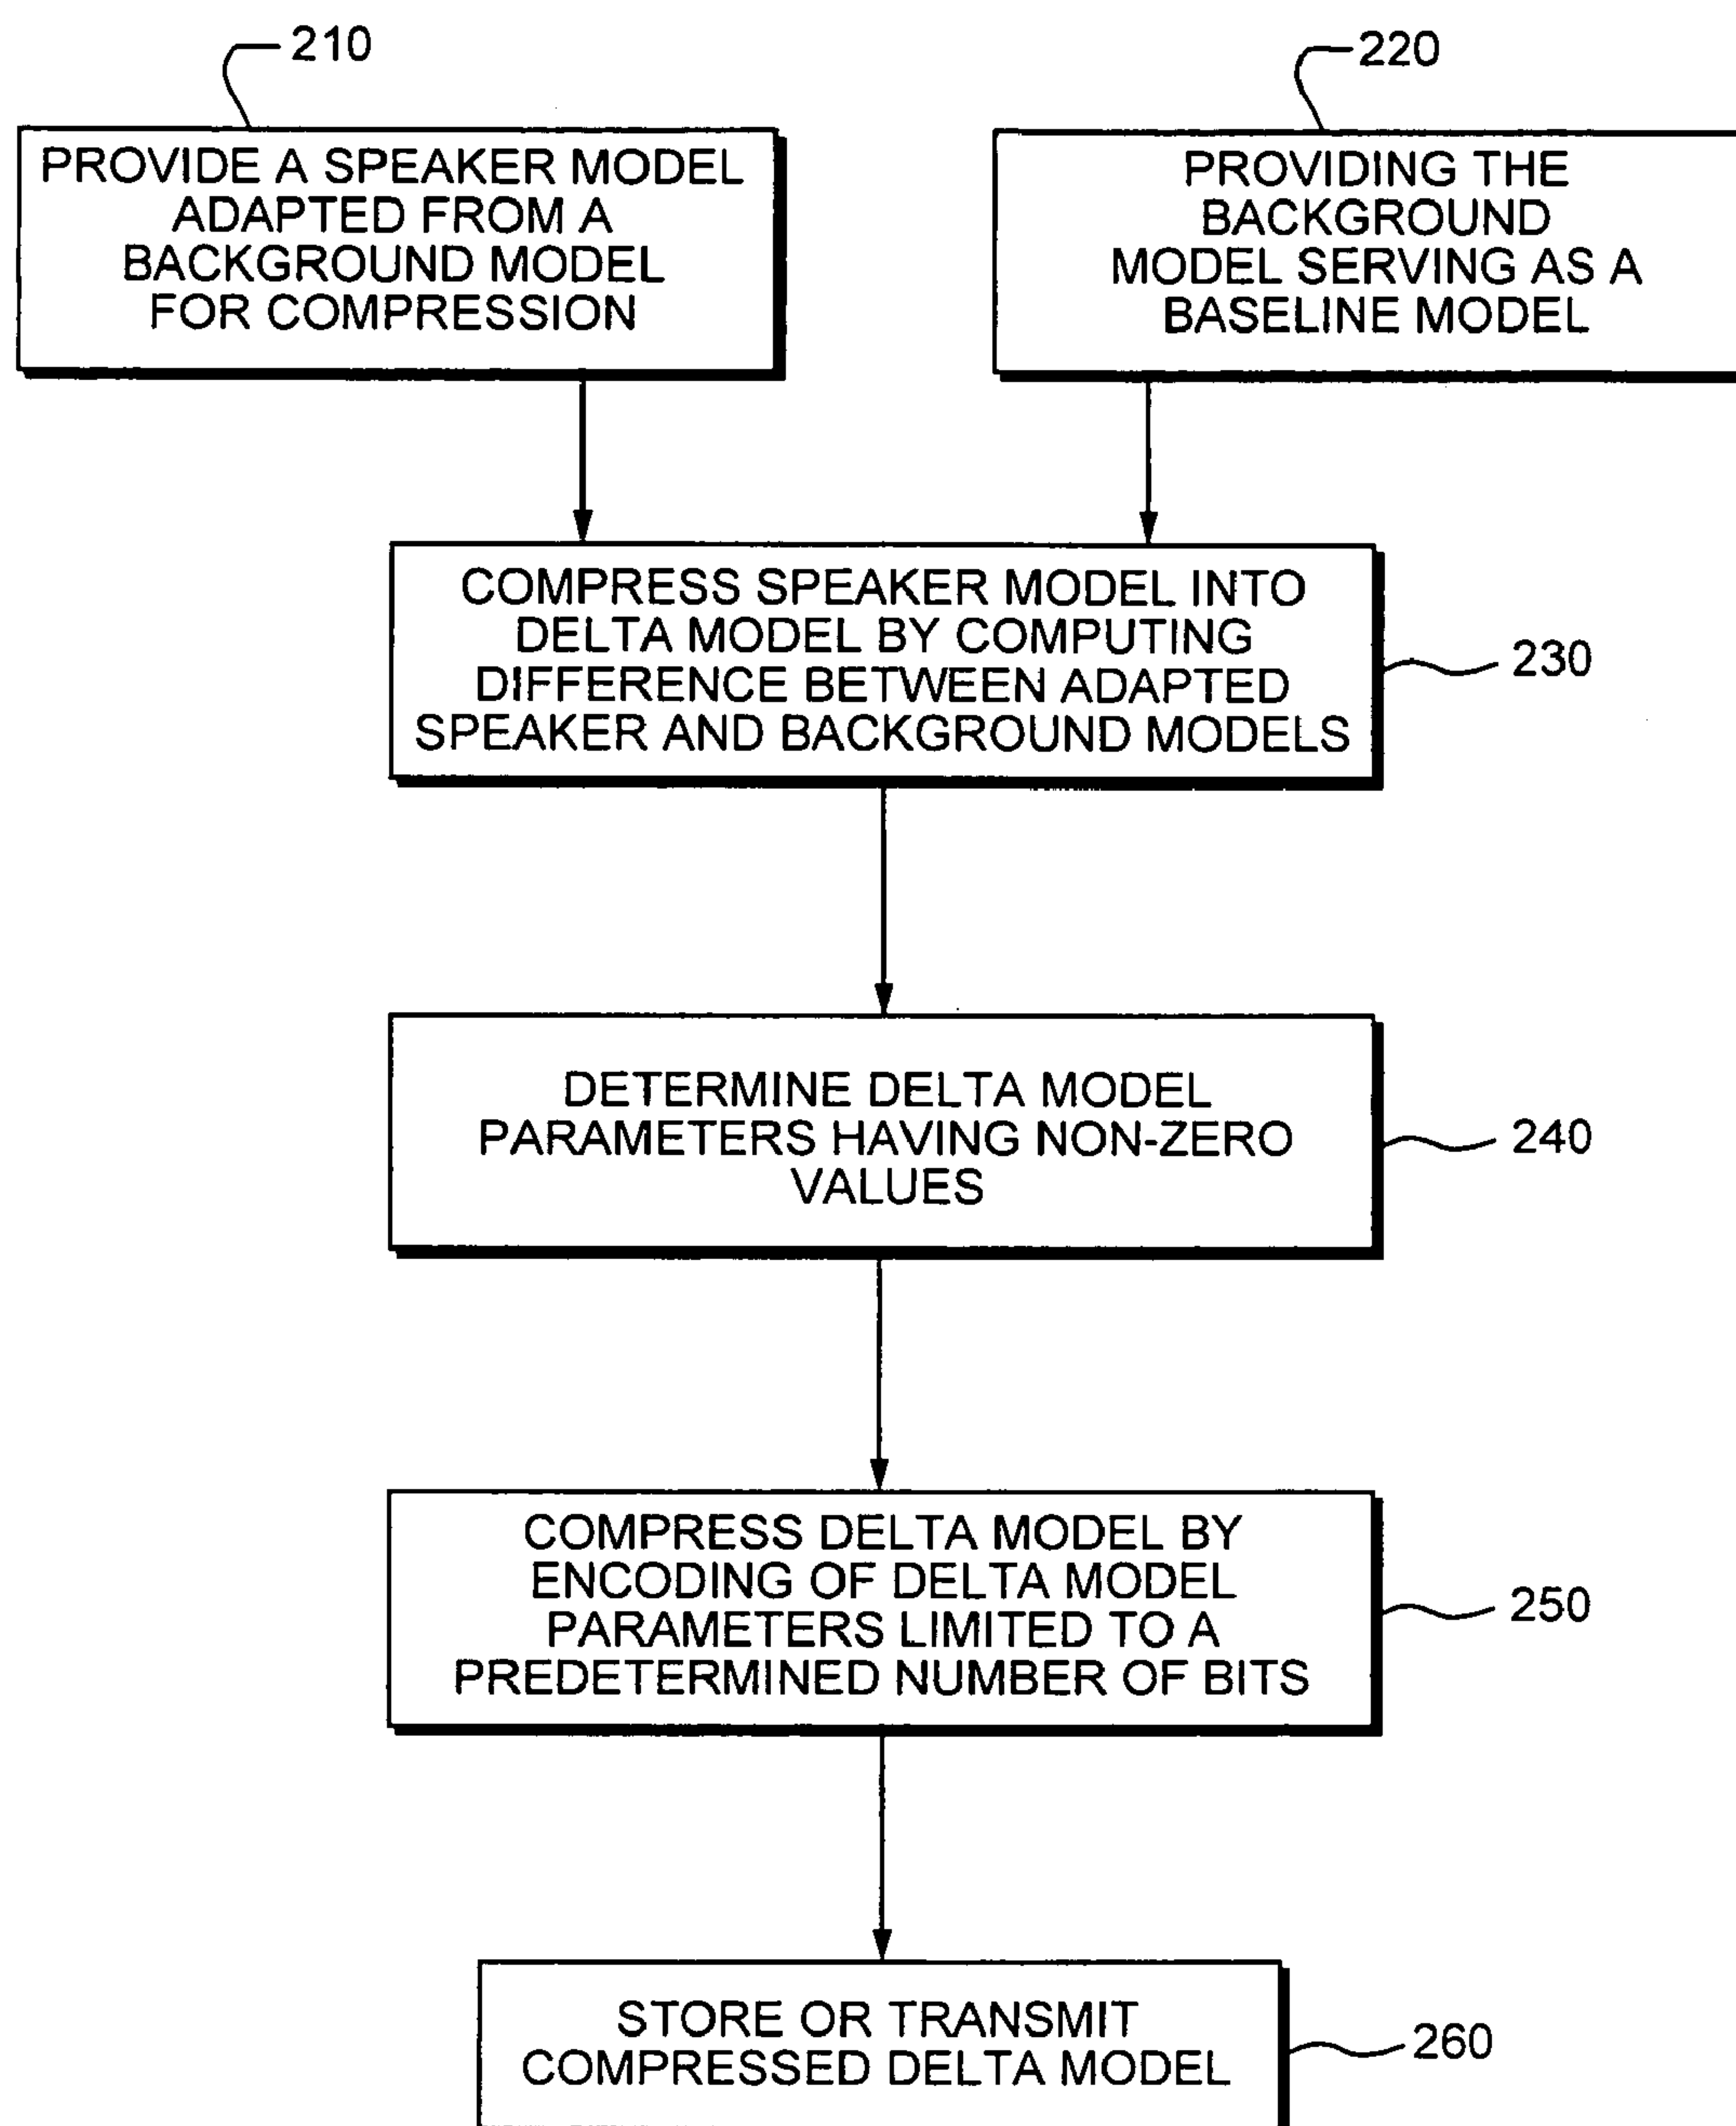 210
PROVIDE A SPEAKER MODEL
ADAPTED FROM A
BACKGROUND MODEL
FOR COMPRESSION
220
PROVIDING THE
BACKGROUND
MODEL SERVING AS A
BASELINE MODEL
COMPRESS SPEAKER MODEL INTO
DELTA MODEL BY COMPUTING
DIFFERENCE BETWEEN ADAPTED
SPEAKER AND BACKGROUND MODELS
230
DETERMINE DELTA MODEL
PARAMETERS HAVING NON-ZERO
VALUES
240
COMPRESS DELTA MODEL BY
ENCODING OF DELTA MODEL
PARAMETERS LIMITED TO A
PREDETERMINED NUMBER OF BITS
250
STORE OR TRANSMIT
COMPRESSED DELTA MODEL
260